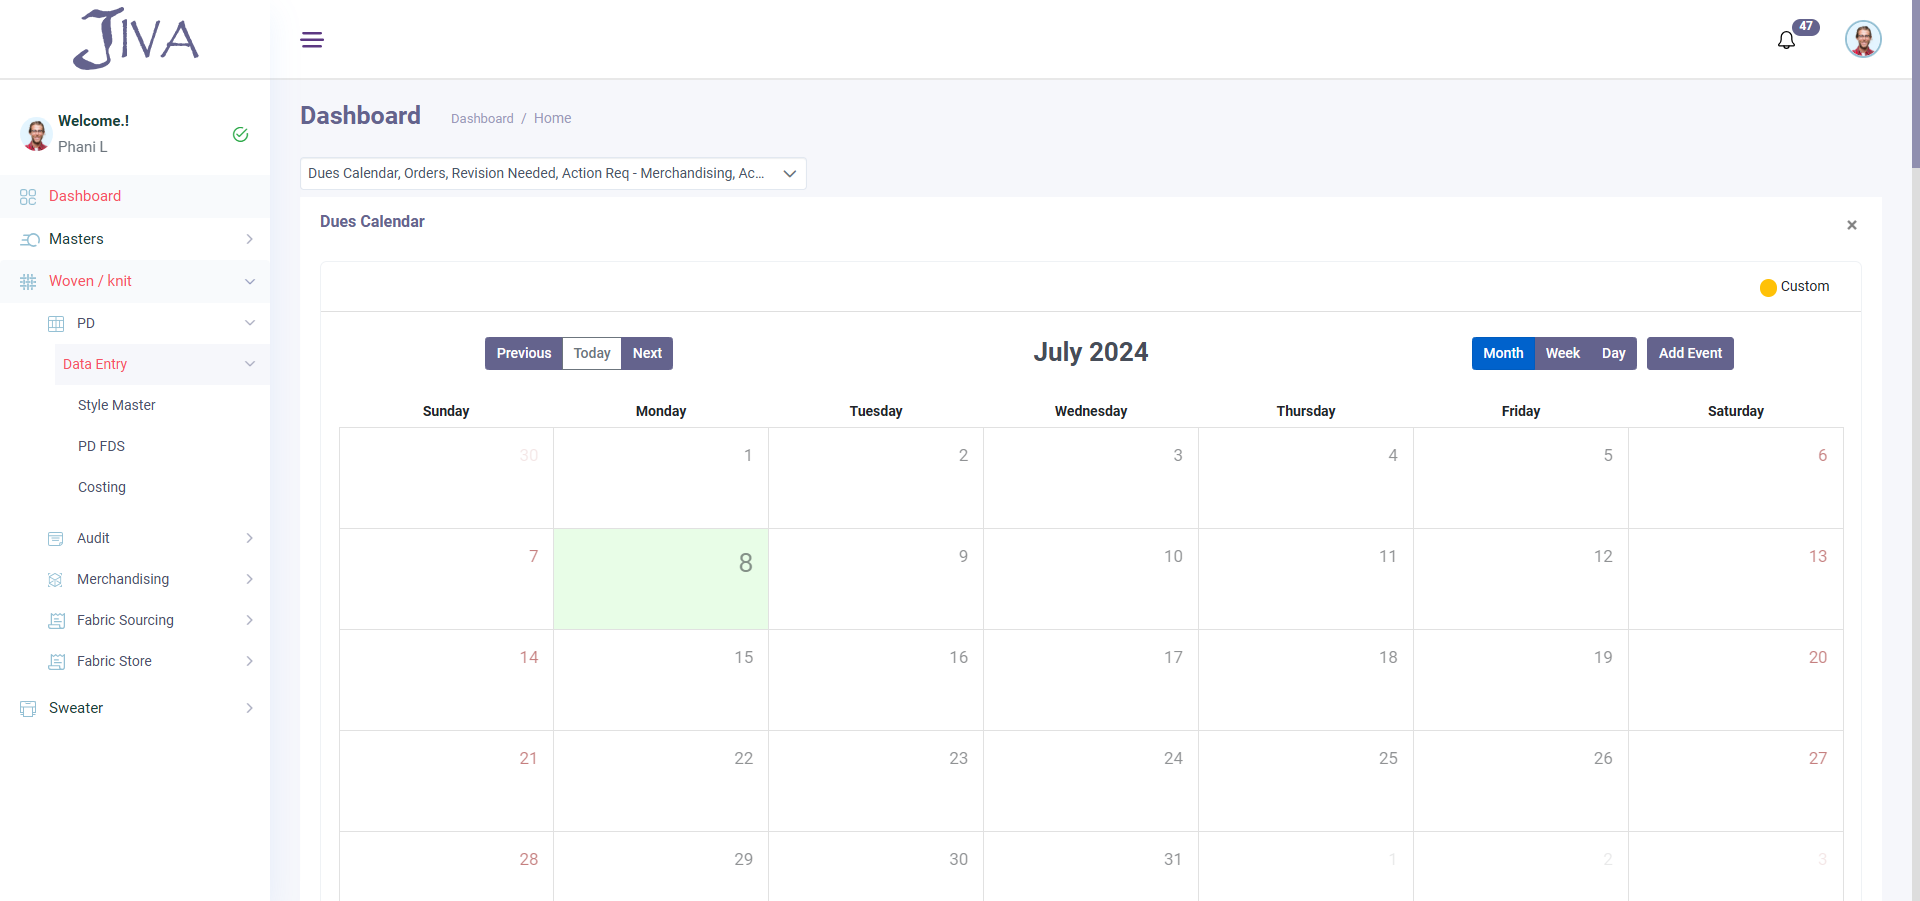 JIVA
47
Welcome.!
Phani L
Dashboard
Masters
Woven / knit
PD
Data Entry
Style Master
PD FDS
Costing
Audit
Merchandising
Fabric Sourcing
Fabric Store
Sweater
Dashboard
Dashboard / Home
Dues Calendar, Orders, Revision Needed, Action Req - Merchandising, Ac...
Dues Calendar
×
Custom
Previous Today Next
July 2024
Month Week Day Add Event
Sunday Monday Tuesday Wednesday Thursday Friday Saturday
30 1 2 3 4 5 6
7 8 9 10 11 12 13
14 15 16 17 18 19 20
21 22 23 24 25 26 27
28 29 30 31 1 2 3